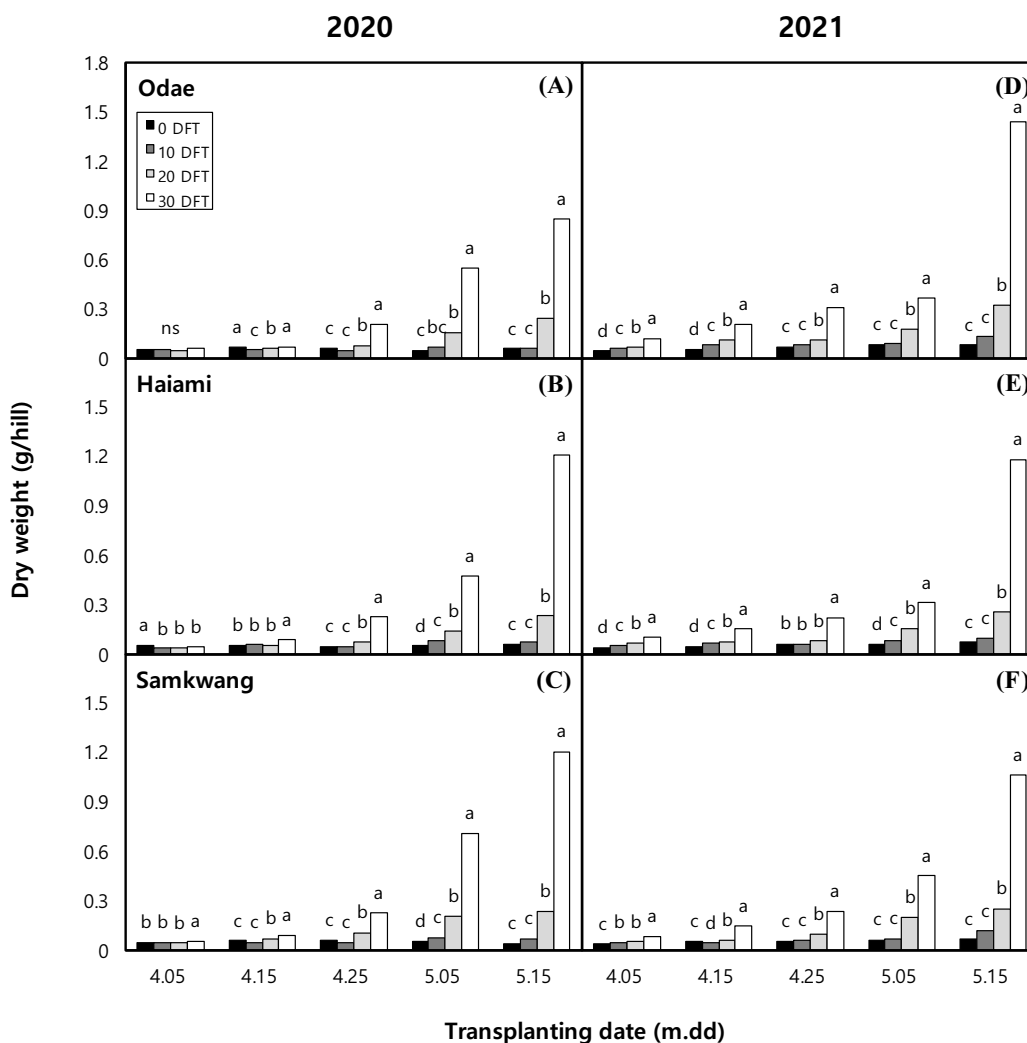 2020 2021
1.8
1.5
1.2
0.9
0.6
0.3
0
Odae (A)
0 DFT
10 DFT
20 DFT
30 DFT
ns a c b a c c b a c bc b a c c b a
(D)
d c b a d c b a c c b a c c b a c c b a
1.5
1.2
0.9
0.6
0.3
0
Haiami (B)
a b b b b b b a c c b a d c b a c c b a
(E)
d c b a c c b a b b b a d c b a c c b a
1.5
1.2
0.9
0.6
0.3
0
Samkwang (C)
b b b a c c b a c c b a d c b a c c b a
(F)
c b b a c d b a c c b a c c b a c c b a
4.05 4.15 4.25 5.05 5.15 4.05 4.15 4.25 5.05 5.15
Dry weight (g/hill)
Transplanting date (m.dd)